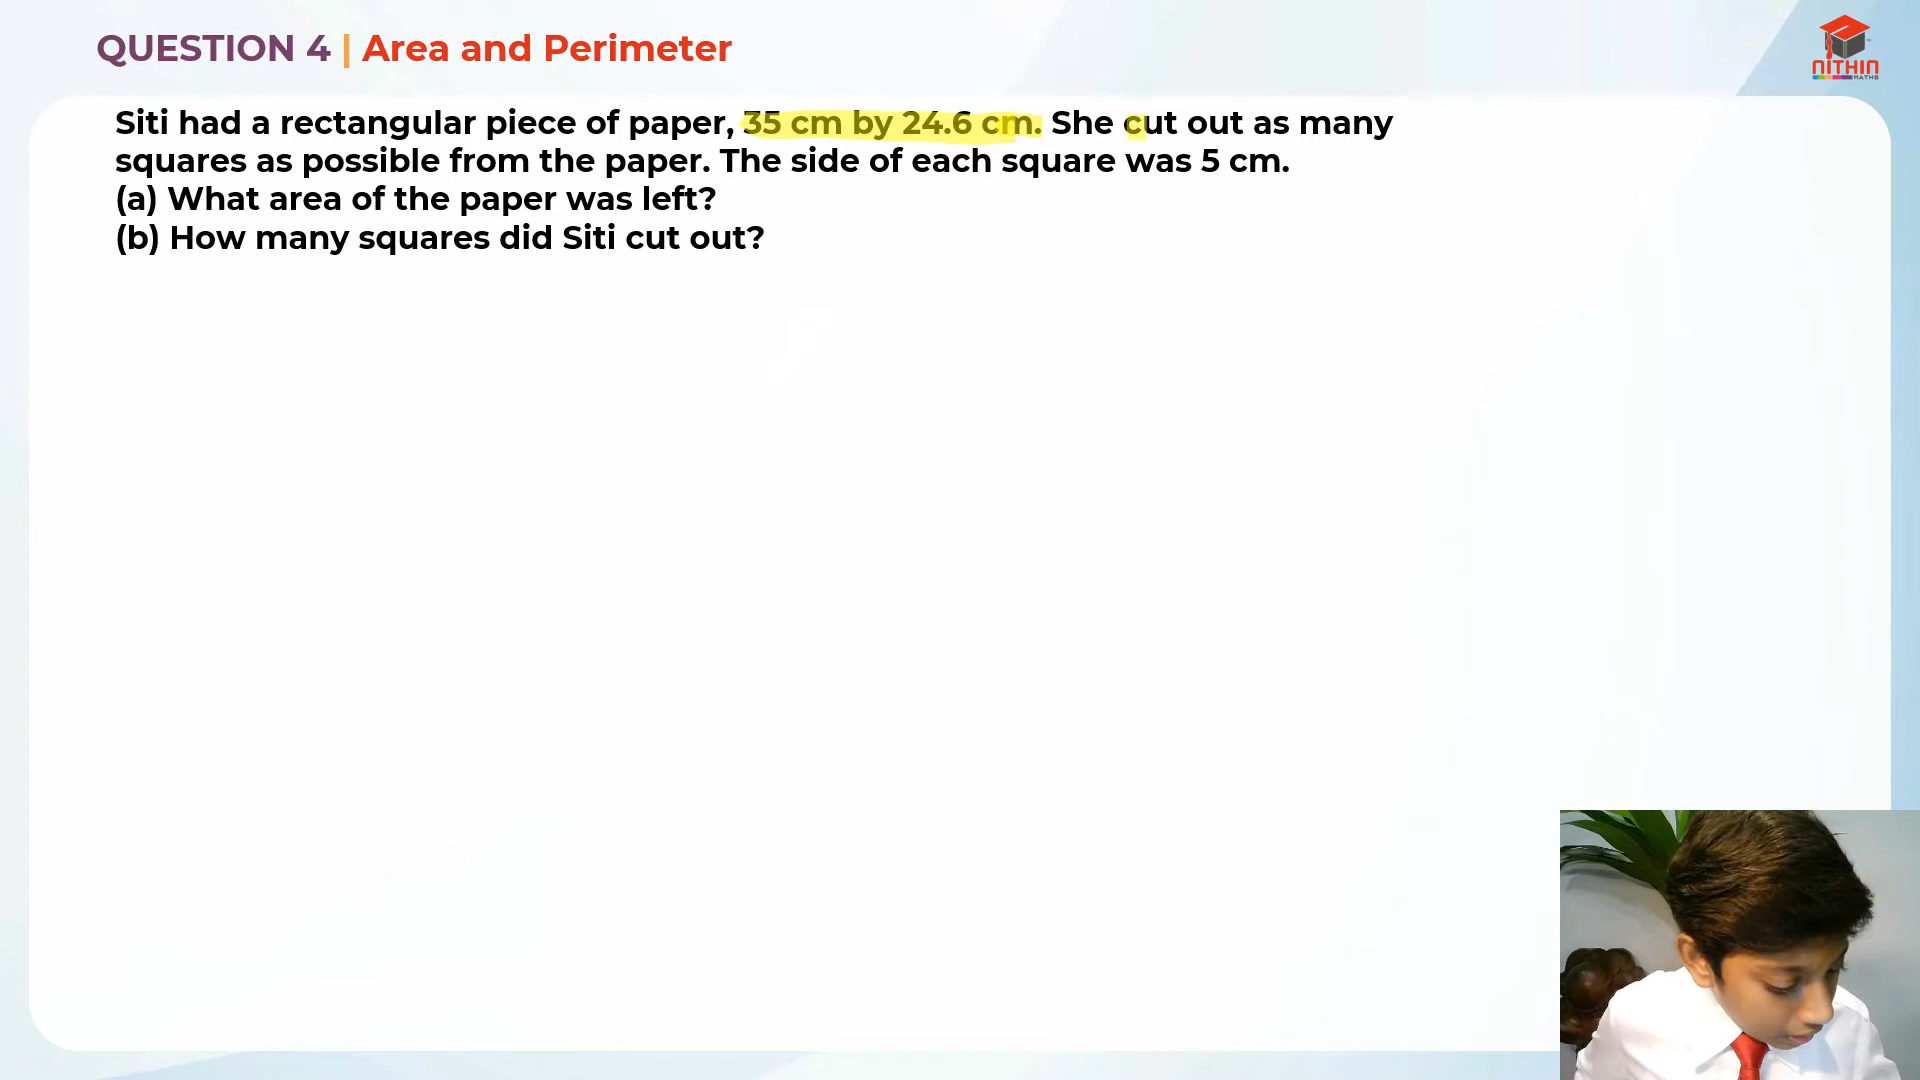 QUESTION 4 | Area and Perimeter
NITHIN
MATHS
Siti had a rectangular piece of paper, 35 cm by 24.6 cm. She cut out as many
squares as possible from the paper. The side of each square was 5 cm.
(a) What area of the paper was left?
(b) How many squares did Siti cut out?